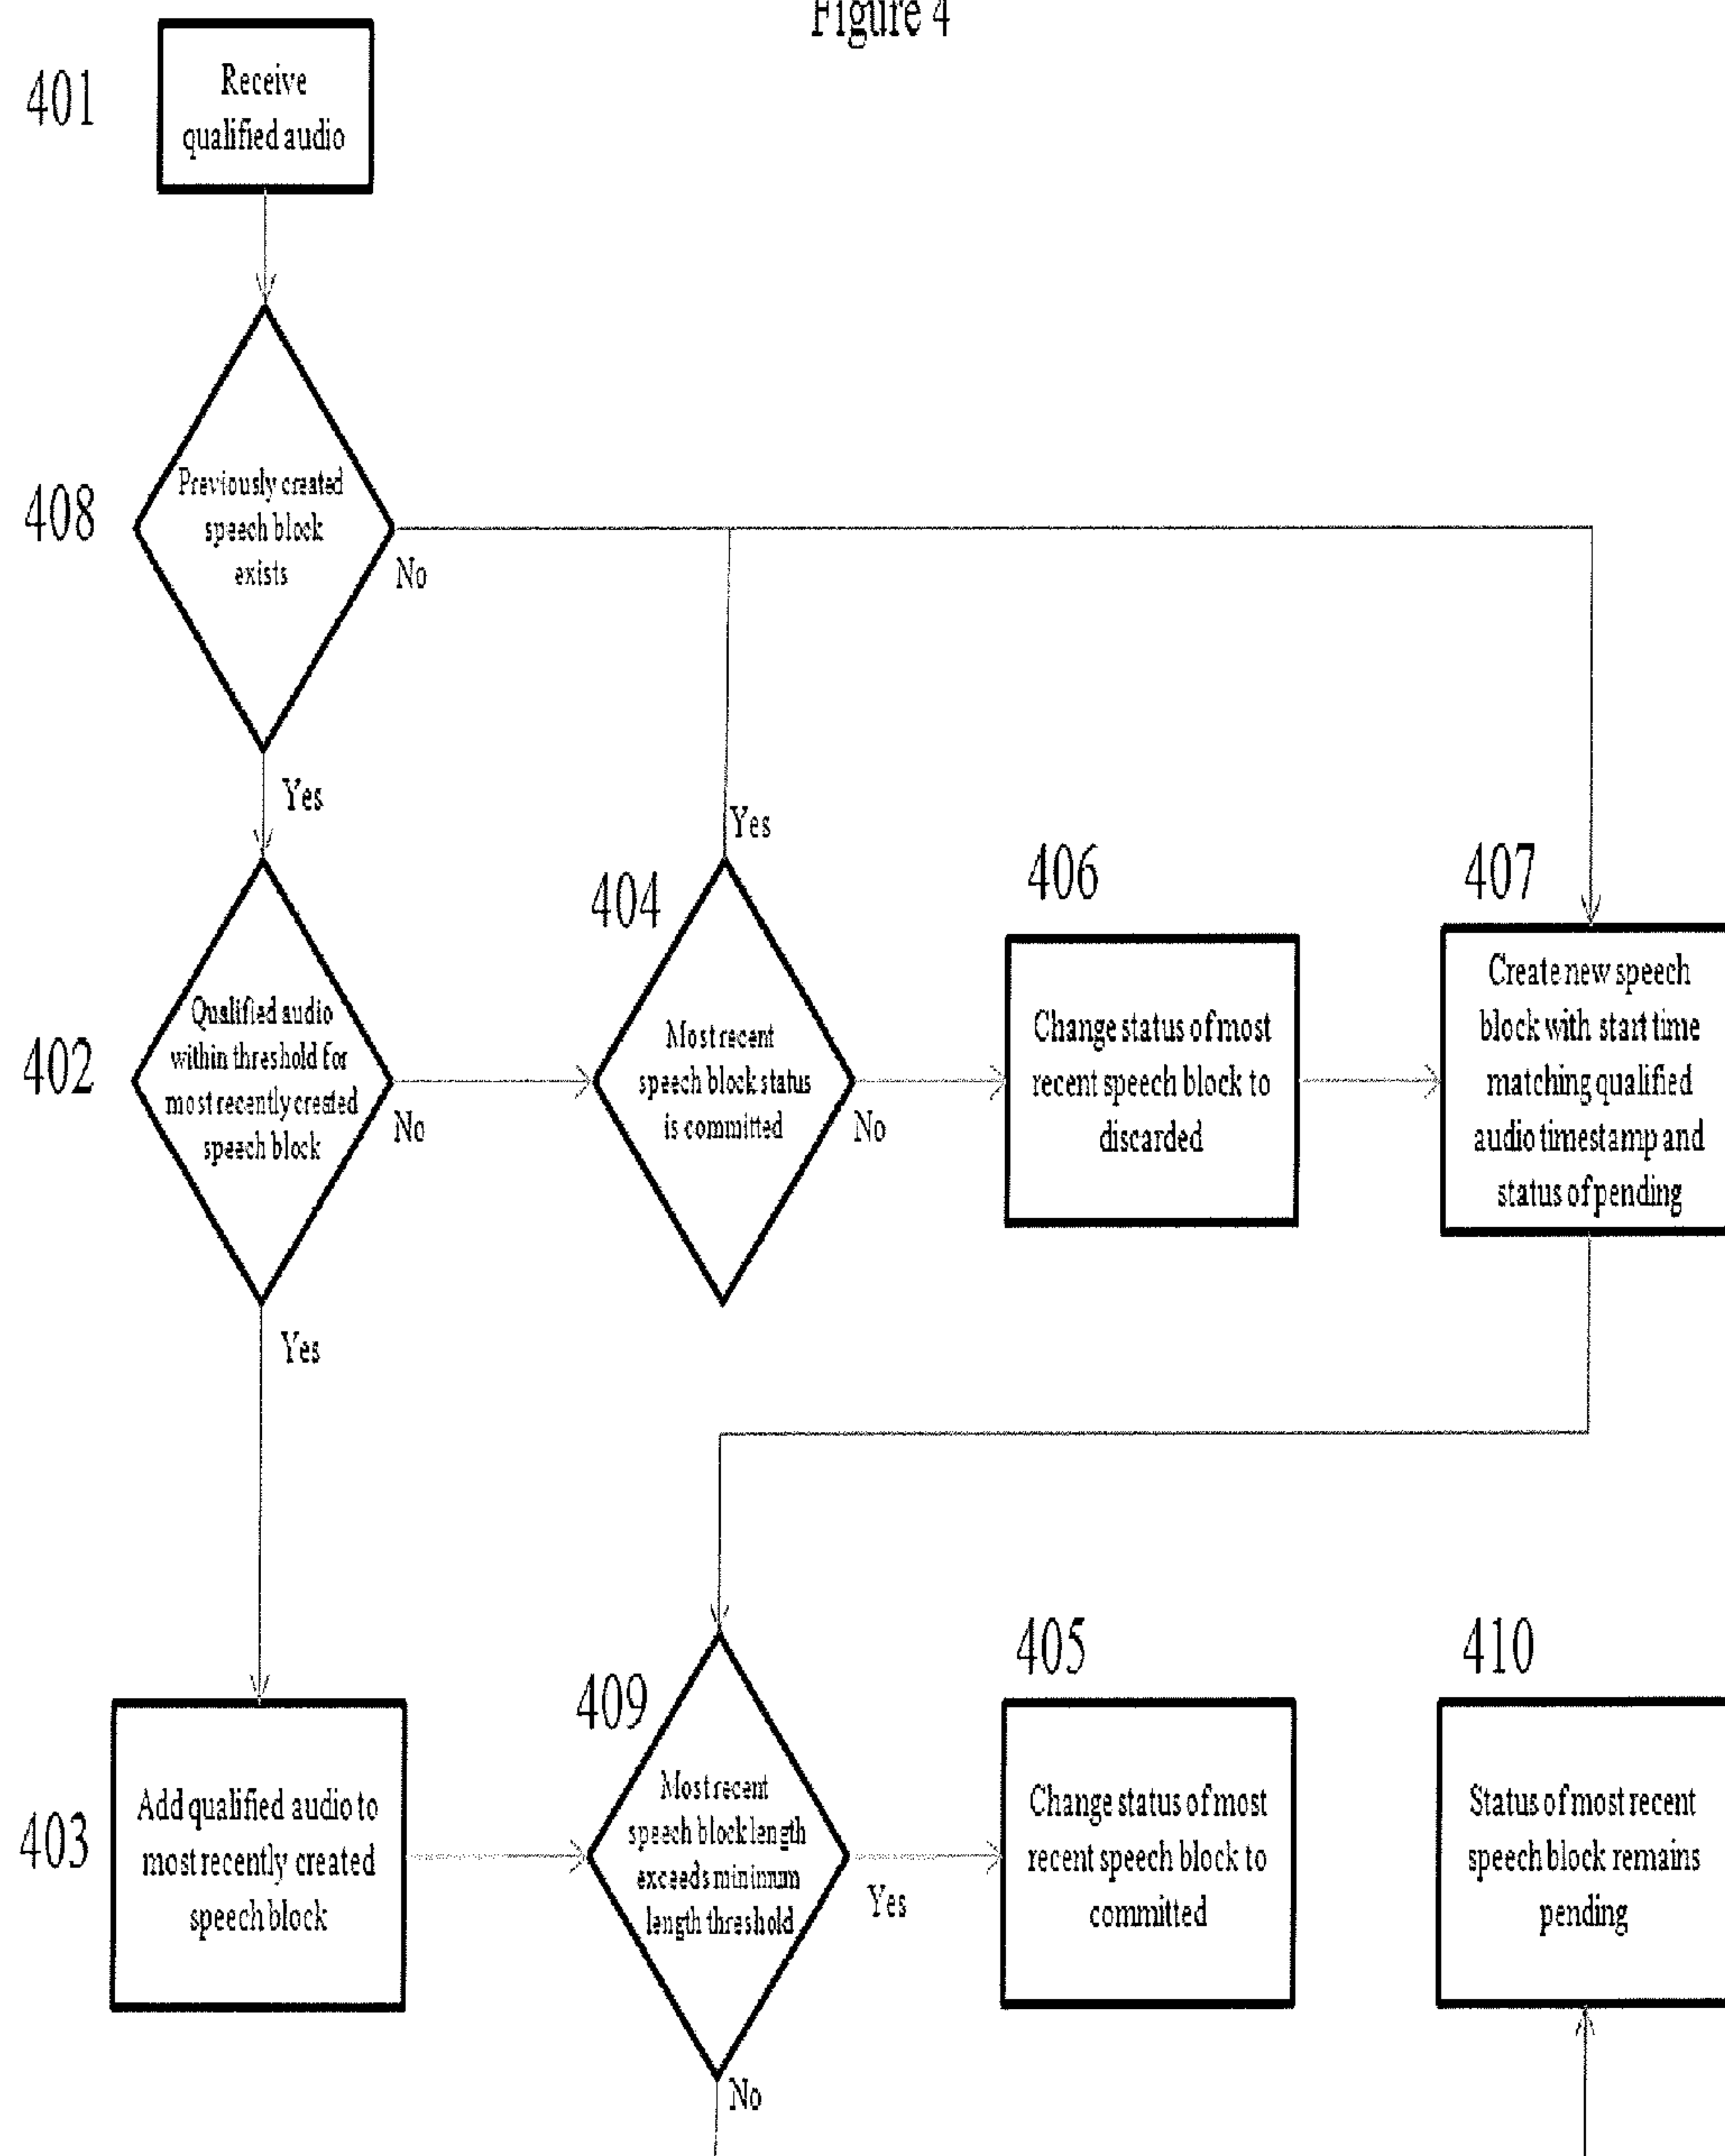 Figure 4
401
Receive
qualified audio
408
Previously created
speech block
exists
No
Yes
402
Qualified audio
within threshold for
most recently created
speech block
No
Yes
404
Yes
Most recent
speech block status
is committed
No
406
Change status of most
recent speech block to
discarded
407
Create new speech
block with start time
matching qualified
audio timestamp and
status of pending
403
Add qualified audio to
most recently created
speech block
409
Most recent
speech block length
exceeds minimum
length threshold
Yes
No
405
Change status of most
recent speech block to
committed
410
Status of most recent
speech block remains
pending